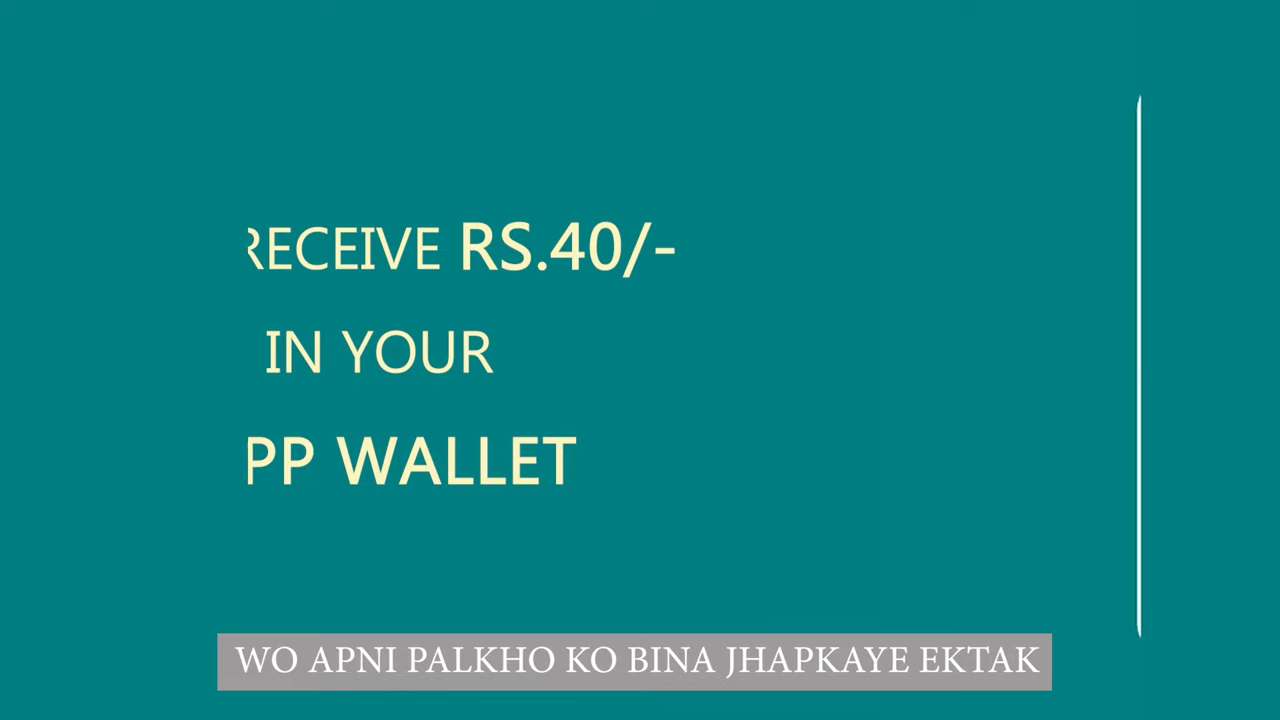 RECEIVE RS.40/-
IN YOUR
PP WALLET
WO APNI PALKHO KO BINA JHAPKAYE EKTAK